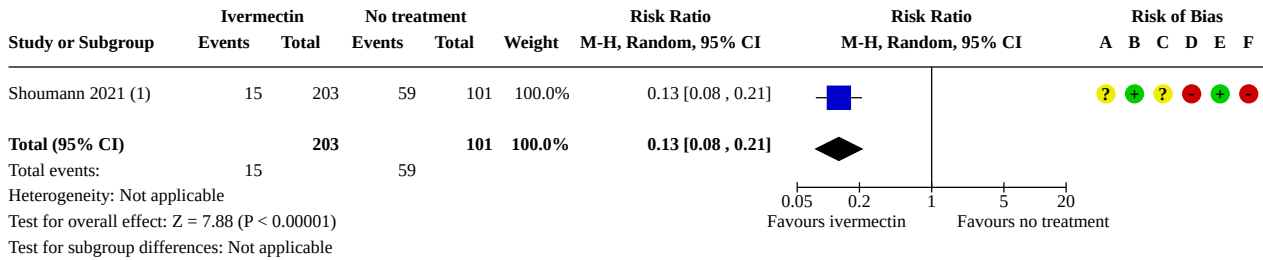 Ivermectin No treatment Risk Ratio Risk Ratio Risk of Bias
Study or Subgroup Events Total Events Total Weight M-H, Random, 95% CI M-H, Random, 95% CI A B C D E F
Shoumann 2021 (1) 15 203 59 101 100.0% 0.13 [0.08 , 0.21] ? + ? - + -
Total (95% CI) 203 101 100.0% 0.13 [0.08 , 0.21]
Total events: 15 59
Heterogeneity: Not applicable 0.05 0.2 1 5 20
Test for overall effect: Z = 7.88 (P < 0.00001) Favours ivermectin Favours no treatment
Test for subgroup differences: Not applicable